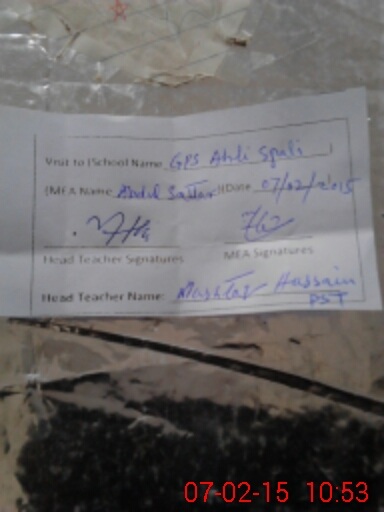 Visit to (School Name GPS Ahli Spali )
(MEA Name Abdul Sattar )(Date 07/02/2015
Head Teacher Signatures MEA Signatures
Head Teacher Name: Mushtaq Hussain
PST
07-02-15 10:53